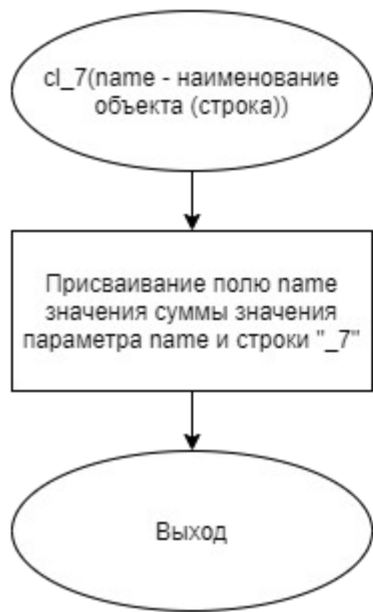 cl_7(name - наименование
объекта (строка))
Присваивание полю name
значения суммы значения
параметра name и строки "_7"
Выход